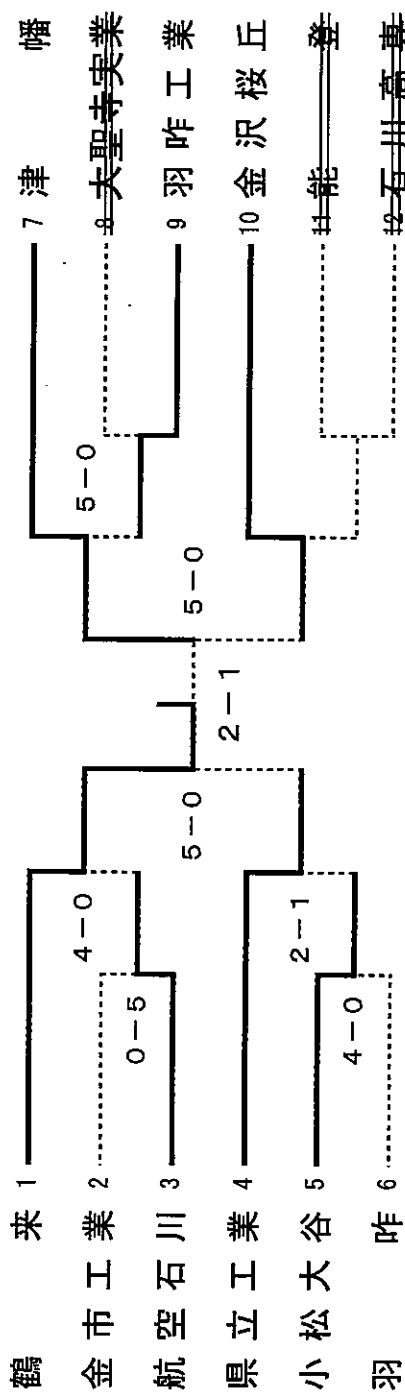 鶴来 1
金市工業 2
航空石川 3
県立工業 4
小松大谷 5
羽咋 6
0-5
4-0
4-0
2-1
5-0
2-1
5-0
5-0
7 津幡
8 大聖寺実業
9 羽咋工業
10 金沢桜丘
11 能登
12 石川高専